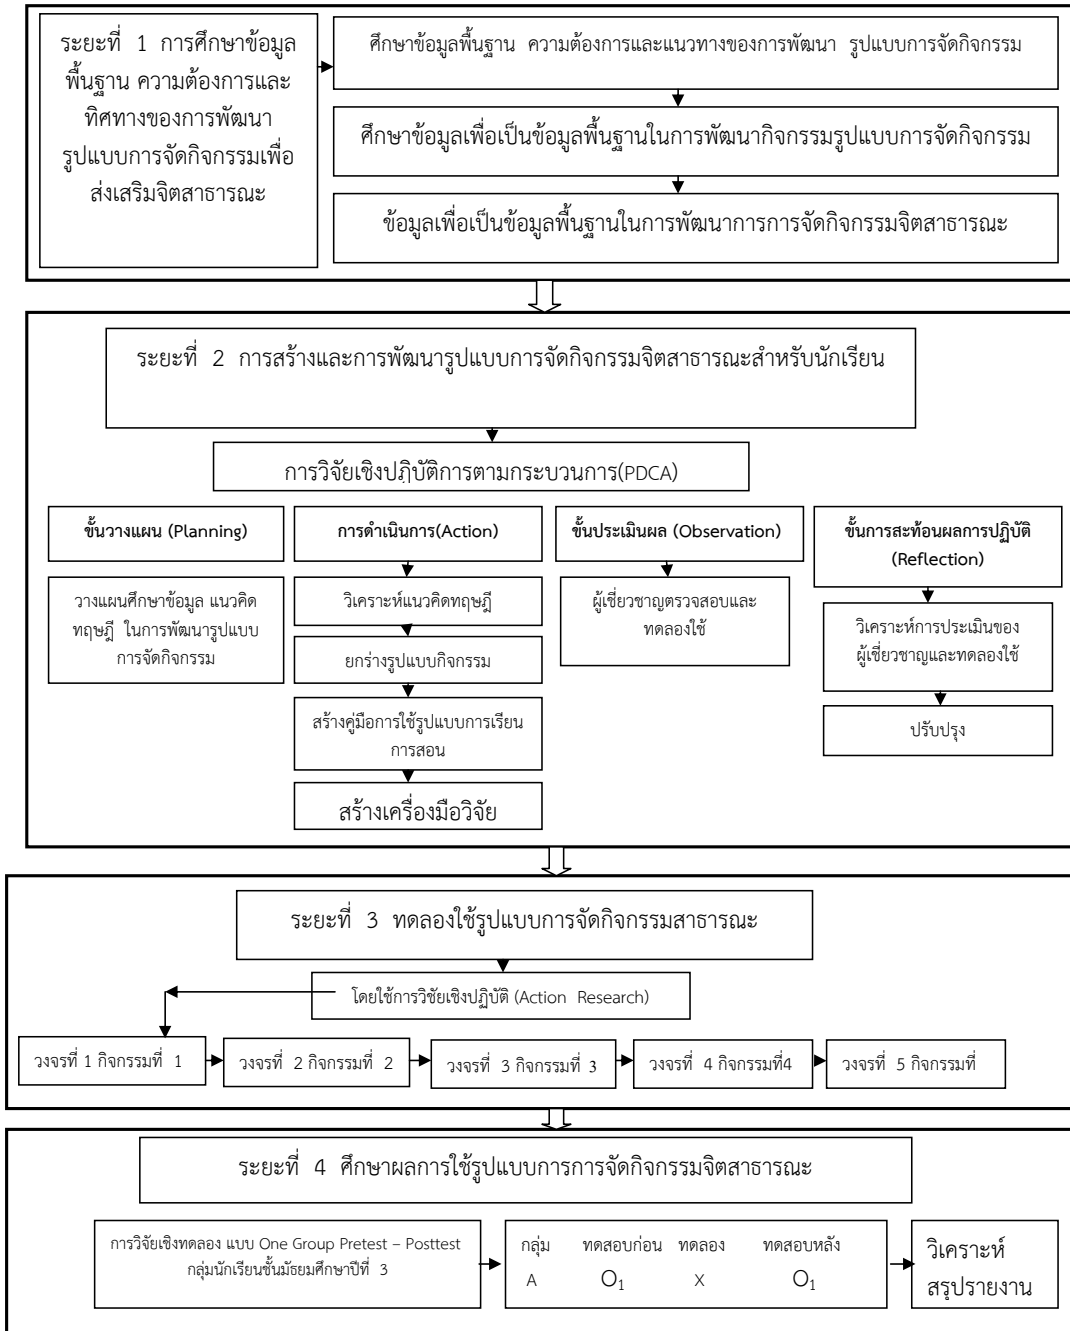 ระยะที่ 1 การศึกษาข้อมูล
พื้นฐาน ความต้องการและ
ทิศทางของการพัฒนา
รูปแบบการจัดกิจกรรมเพื่อ
ส่งเสริมจิตสาธารณะ
ศึกษาข้อมูลพื้นฐาน ความต้องการและแนวทางของการพัฒนา รูปแบบการจัดกิจกรรม
ศึกษาข้อมูลเพื่อเป็นข้อมูลพื้นฐานในการพัฒนากิจกรรมรูปแบบการจัดกิจกรรม
ข้อมูลเพื่อเป็นข้อมูลพื้นฐานในการพัฒนาการการจัดกิจกรรมจิตสาธารณะ
ระยะที่ 2 การสร้างและการพัฒนารูปแบบการจัดกิจกรรมจิตสาธารณะสำหรับนักเรียน
การวิจัยเชิงปฏิบัติการตามกระบวนการ(PDCA)
ขั้นวางแผน (Planning)
วางแผนศึกษาข้อมูล แนวคิด
ทฤษฎี ในการพัฒนารูปแบบ
การจัดกิจกรรม
การดำเนินการ(Action)
วิเคราะห์แนวคิดทฤษฎี
ยกร่างรูปแบบกิจกรรม
สร้างคู่มือการใช้รูปแบบการเรียน
การสอน
สร้างเครื่องมือวิจัย
ขั้นประเมินผล (Observation)
ผู้เชี่ยวชาญตรวจสอบและ
ทดลองใช้
ขั้นการสะท้อนผลการปฏิบัติ
(Reflection)
วิเคราะห์การประเมินของ
ผู้เชี่ยวชาญและทดลองใช้
ปรับปรุง
ระยะที่ 3 ทดลองใช้รูปแบบการจัดกิจกรรมสาธารณะ
โดยใช้การวิชัยเชิงปฏิบัติ (Action Research)
วงจรที่ 1 กิจกรรมที่ 1
วงจรที่ 2 กิจกรรมที่ 2
วงจรที่ 3 กิจกรรมที่ 3
วงจรที่ 4 กิจกรรมที่4
วงจรที่ 5 กิจกรรมที่
ระยะที่ 4 ศึกษาผลการใช้รูปแบบการการจัดกิจกรรมจิตสาธารณะ
การวิจัยเชิงทดลอง แบบ One Group Pretest – Posttest
กลุ่มนักเรียนชั้นมัธยมศึกษาปีที่ 3
กลุ่ม ทดสอบก่อน ทดลอง ทดสอบหลัง
A O₁ X O₁
วิเคราะห์
สรุปรายงาน